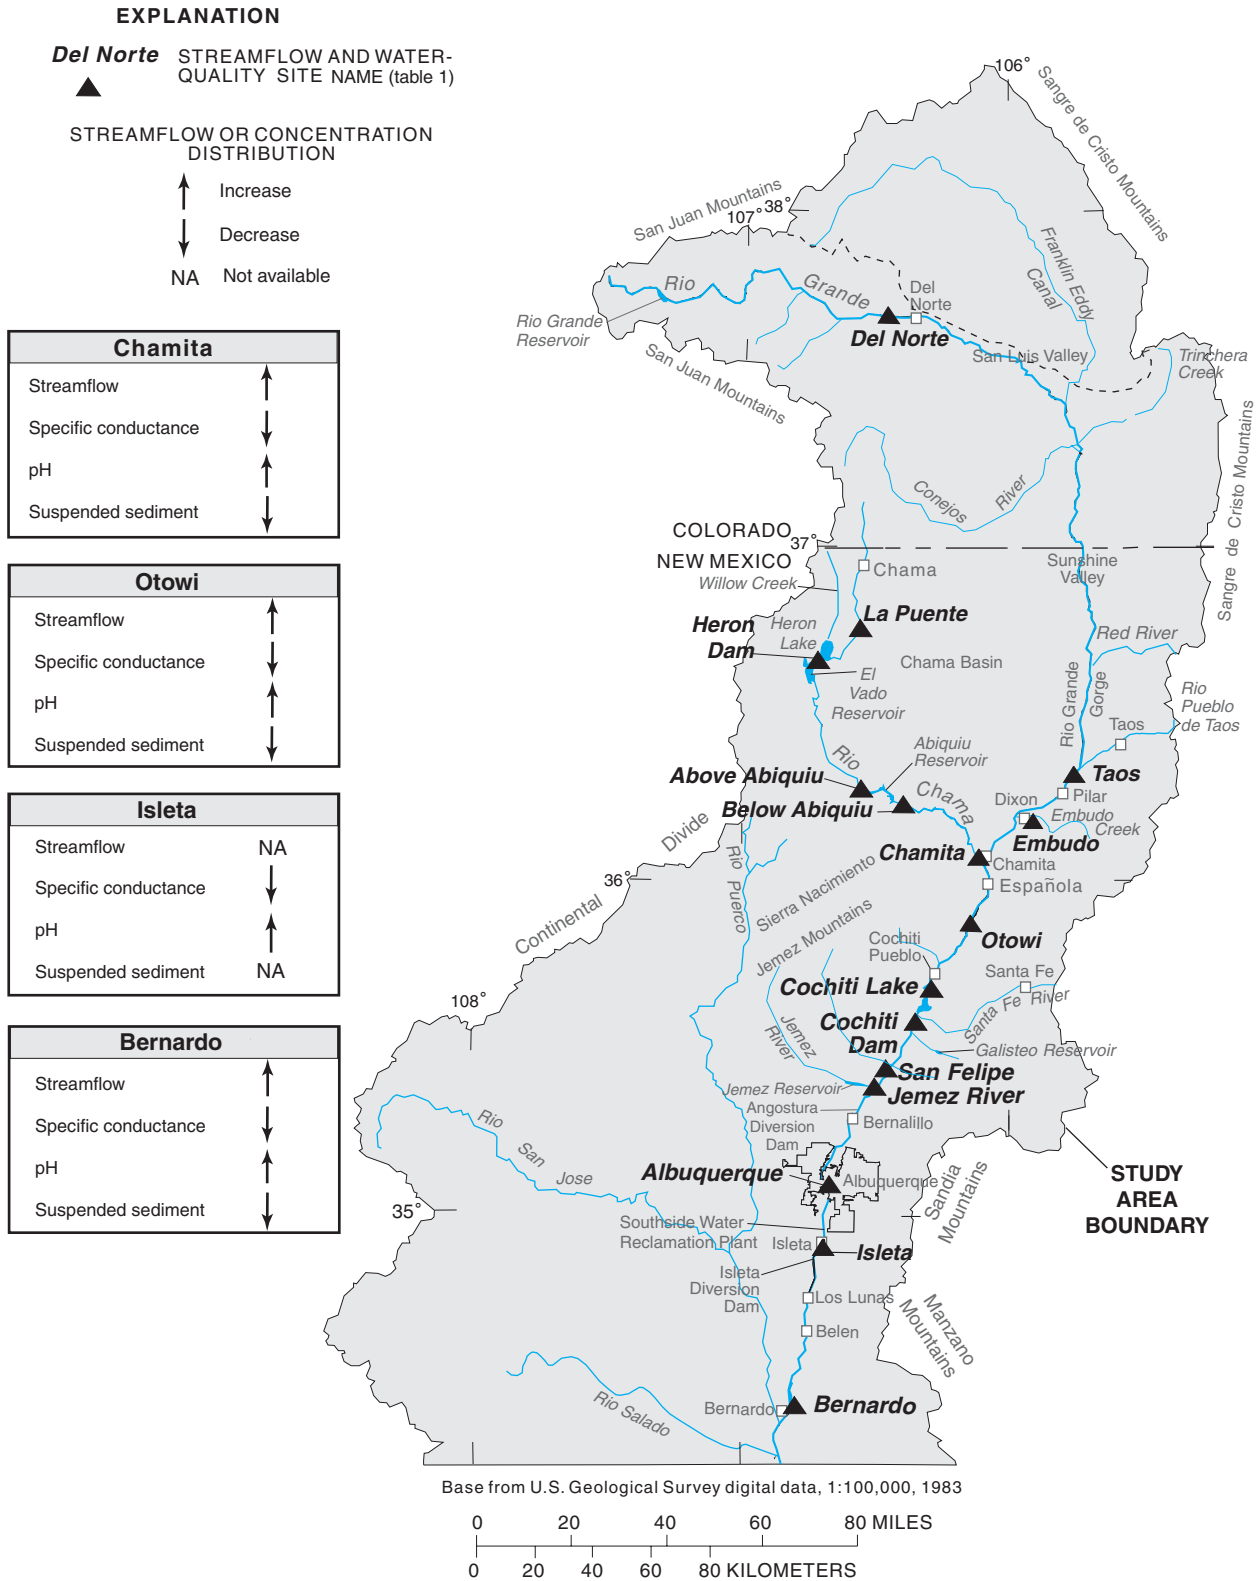 EXPLANATION
Del Norte STREAMFLOW AND WATER-
QUALITY SITE NAME (table 1)
STREAMFLOW OR CONCENTRATION
DISTRIBUTION
Increase
Decrease
NA Not available
Chamita
Streamflow
Specific conductance
pH
Suspended sediment
Otowi
Streamflow
Specific conductance
pH
Suspended sediment
Isleta
Streamflow NA
Specific conductance
pH
Suspended sediment NA
Bernardo
Streamflow
Specific conductance
pH
Suspended sediment
106°
Sangre de Cristo Mountains
San Juan Mountains
107°
38°
Franklin Eddy
Canal
Rio Grande
Rio Grande
Reservoir
Del
Norte
Del Norte
San Luis Valley
Trinchera
Creek
San Juan Mountains
Conejos River
Sangre de Cristo Mountains
COLORADO
37°
NEW MEXICO
Willow Creek
Chama
Sunshine
Valley
La Puente
Heron
Dam
Heron
Lake
Red River
Chama Basin
El
Vado
Reservoir
Rio Grande
Gorge
Rio
Pueblo
de Taos
Taos
Rio Chama
Abiquiu
Reservoir
Above Abiquiu
Below Abiquiu
Taos
Pilar
Dixon
Embudo
Creek
Embudo
Chamita
Chamita
Continental Divide
Rio Puerco
36°
Sierra Nacimiento
Española
Jemez Mountains
Otowi
Cochiti
Pueblo
Santa Fe
Cochiti Lake
Santa Fe River
108°
Cochiti
Dam
Jemez
River
Galisteo Reservoir
San Felipe
Jemez Reservoir
Jemez River
Angostura
Diversion
Dam
Bernalillo
Rio San Jose
Albuquerque
Albuquerque
Sandia
Mountains
STUDY
AREA
BOUNDARY
35°
Southside Water
Reclamation Plant
Isleta
Isleta
Isleta
Diversion
Dam
Los Lunas
Manzano
Mountains
Belen
Rio Salado
Bernardo
Bernardo
Base from U.S. Geological Survey digital data, 1:100,000, 1983
0 20 40 60 80 MILES
0 20 40 60 80 KILOMETERS